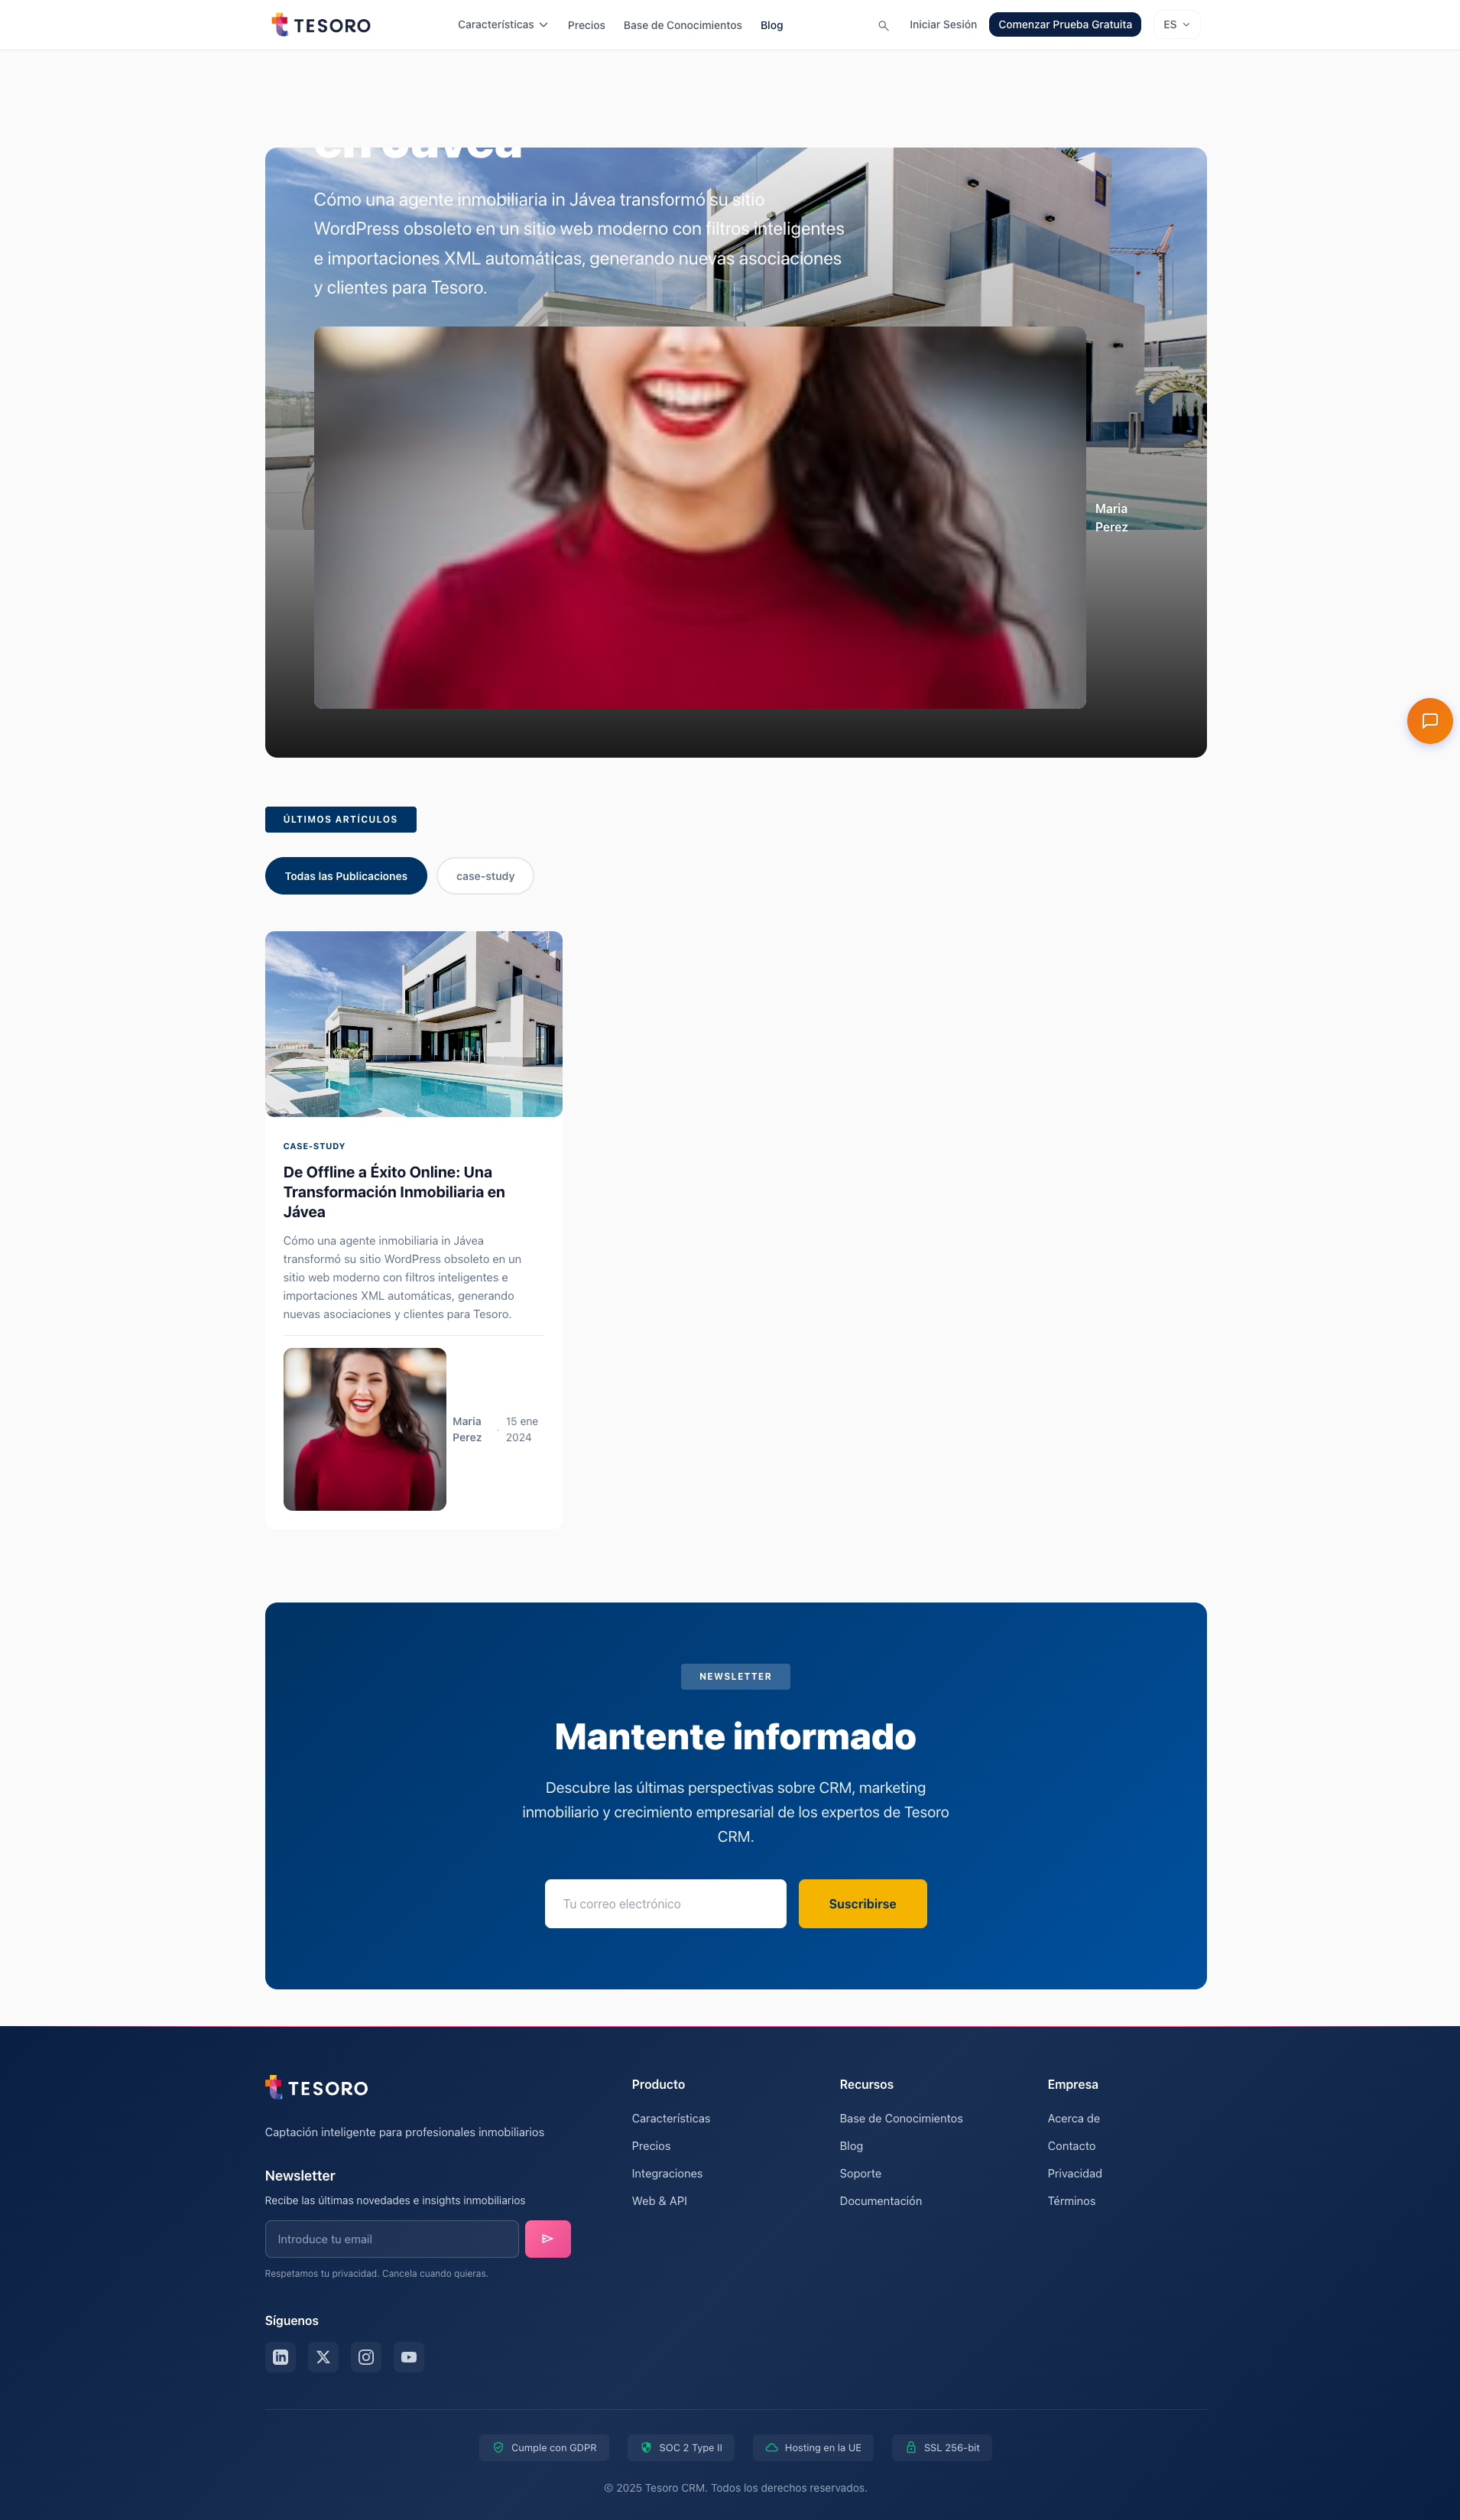 TESORO
Características
Precios
Base de Conocimientos
Blog
Iniciar Sesión
Comenzar Prueba Gratuita
ES
en Jávea
Cómo una agente inmobiliaria in Jávea transformó su sitio
WordPress obsoleto en un sitio web moderno con filtros inteligentes
e importaciones XML automáticas, generando nuevas asociaciones
y clientes para Tesoro.
Maria
Perez
ÚLTIMOS ARTÍCULOS
Todas las Publicaciones
case-study
CASE-STUDY
De Offline a Éxito Online: Una
Transformación Inmobiliaria en
Jávea
Cómo una agente inmobiliaria in Jávea
transformó su sitio WordPress obsoleto en un
sitio web moderno con filtros inteligentes e
importaciones XML automáticas, generando
nuevas asociaciones y clientes para Tesoro.
Maria
Perez
·
15 ene
2024
NEWSLETTER
Mantente informado
Descubre las últimas perspectivas sobre CRM, marketing
inmobiliario y crecimiento empresarial de los expertos de Tesoro
CRM.
Tu correo electrónico
Suscribirse
TESORO
Captación inteligente para profesionales inmobiliarios
Newsletter
Recibe las últimas novedades e insights inmobiliarios
Introduce tu email
Respetamos tu privacidad. Cancela cuando quieras.
Síguenos
Producto
Características
Precios
Integraciones
Web & API
Recursos
Base de Conocimientos
Blog
Soporte
Documentación
Empresa
Acerca de
Contacto
Privacidad
Términos
Cumple con GDPR
SOC 2 Type II
Hosting en la UE
SSL 256-bit
© 2025 Tesoro CRM. Todos los derechos reservados.